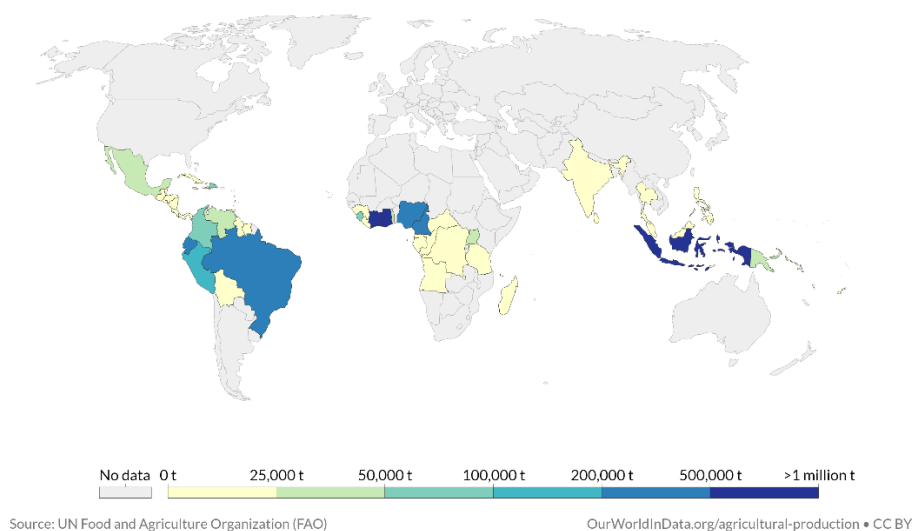 No data 0 t 25,000 t 50,000 t 100,000 t 200,000 t 500,000 t >1 million t
Source: UN Food and Agriculture Organization (FAO) OurWorldInData.org/agricultural-production • CC BY